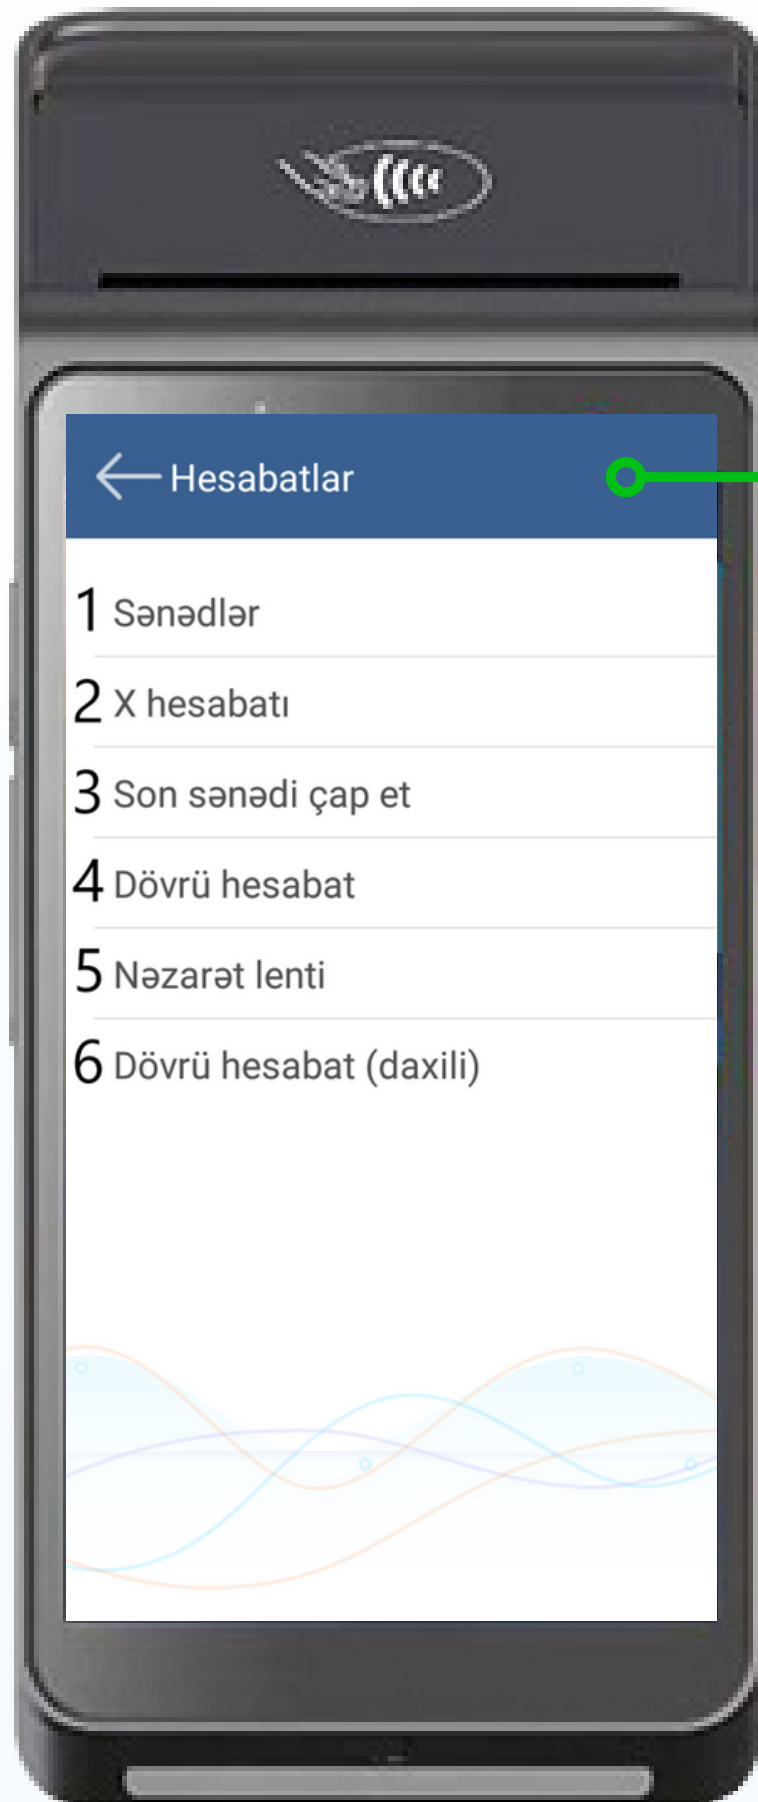 Hesabatlar
1 Sənədlər
2 X hesabatı
3 Son sənədi çap et
4 Dövrü hesabat
5 Nəzarət lenti
6 Dövrü hesabat (daxili)